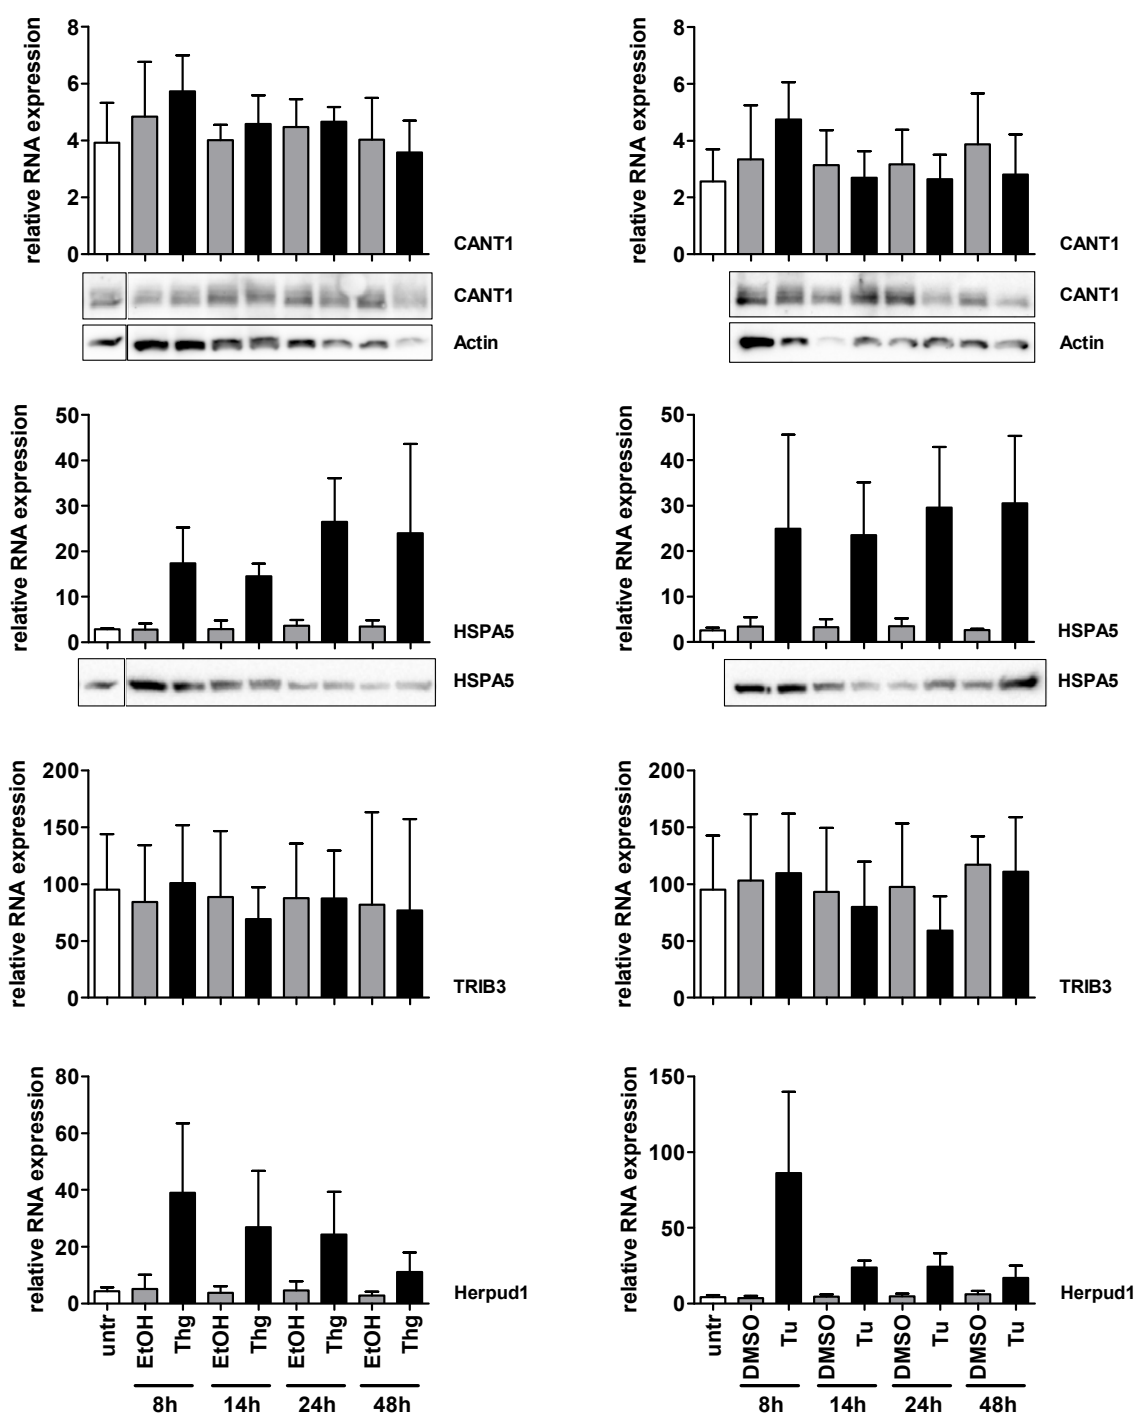 relative RNA expression
8
6
4
2
0
CANT1
CANT1
Actin
relative RNA expression
8
6
4
2
0
CANT1
CANT1
Actin
relative RNA expression
50
40
30
20
10
0
HSPA5
HSPA5
relative RNA expression
50
40
30
20
10
0
HSPA5
HSPA5
relative RNA expression
200
150
100
50
0
TRIB3
relative RNA expression
200
150
100
50
0
TRIB3
relative RNA expression
80
60
40
20
0
Herpud1
untr EtOH Thg EtOH Thg EtOH Thg EtOH Thg
8h 14h 24h 48h
relative RNA expression
150
100
50
0
Herpud1
untr DMSO Tu DMSO Tu DMSO Tu DMSO Tu
8h 14h 24h 48h